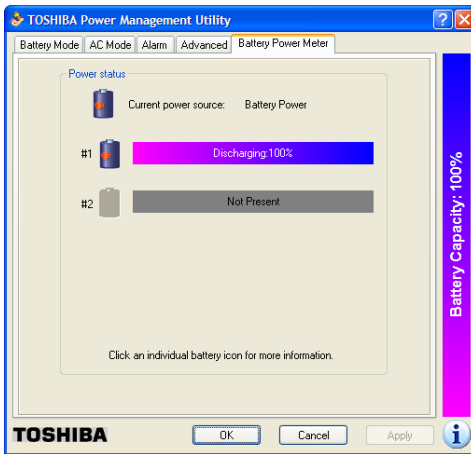 TOSHIBA Power Management Utility
Battery Mode AC Mode Alarm Advanced Battery Power Meter
Power status
Current power source: Battery Power
#1 Discharging:100%
#2 Not Present
Click an individual battery icon for more information.
Battery Capacity: 100%
TOSHIBA OK Cancel Apply